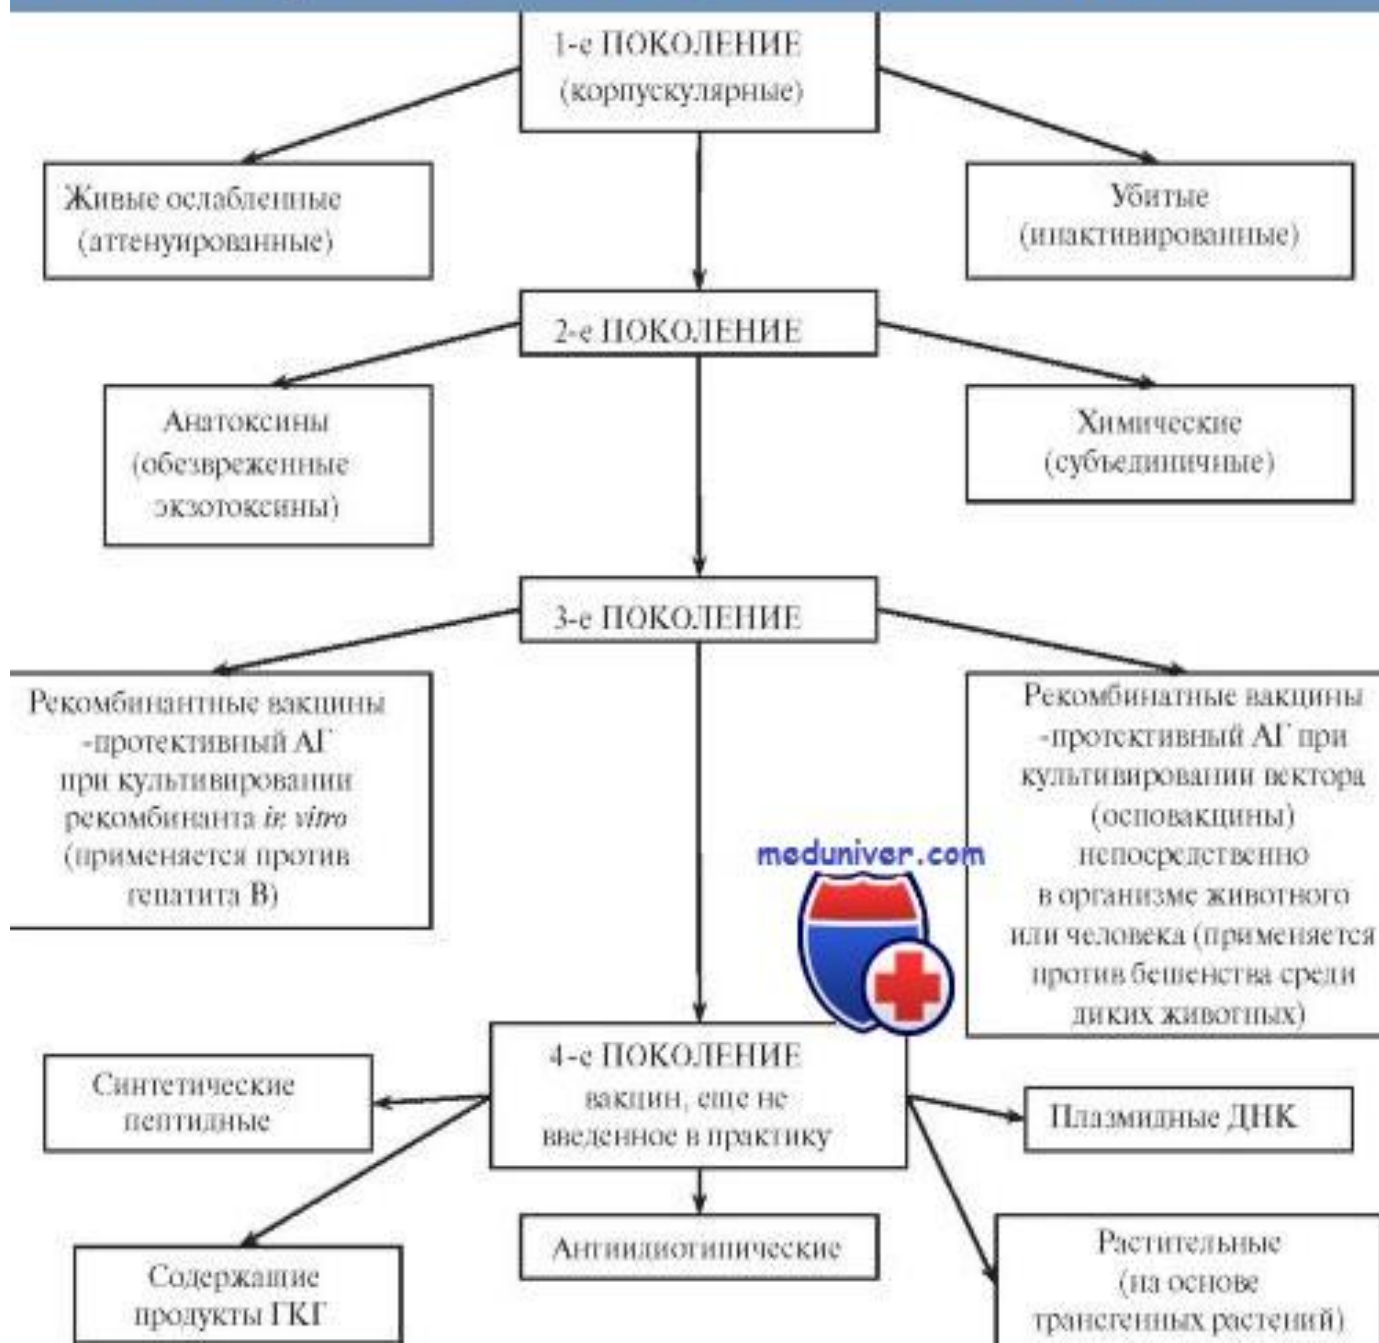 1-е ПОКОЛЕНИЕ
(корпускулярные)
Живые ослабленные
(аттенуированные)
Убитые
(инактивированные)
2-е ПОКОЛЕНИЕ
Анатоксины
(обезвреженные
экзотоксины)
Химические
(субъединичные)
3-е ПОКОЛЕНИЕ
Рекомбинантные вакцины
-протективный АГ
при культивировании
рекомбинанта in vitro
(применяется против
гепатита В)
Рекомбинатные вакцины
-протективный АГ при
культивировании вектора
(осповакцины)
непосредственно
в организме животного
или человека (применяется
против бешенства среди
диких животных)
meduniver.com
4-е ПОКОЛЕНИЕ
вакцин, еще не
введенное в практику
Синтетические
пептидные
Плазмидные ДНК
Содержащие
продукты ГКГ
Антиидиотипические
Растительные
(на основе
трансгенных растений)